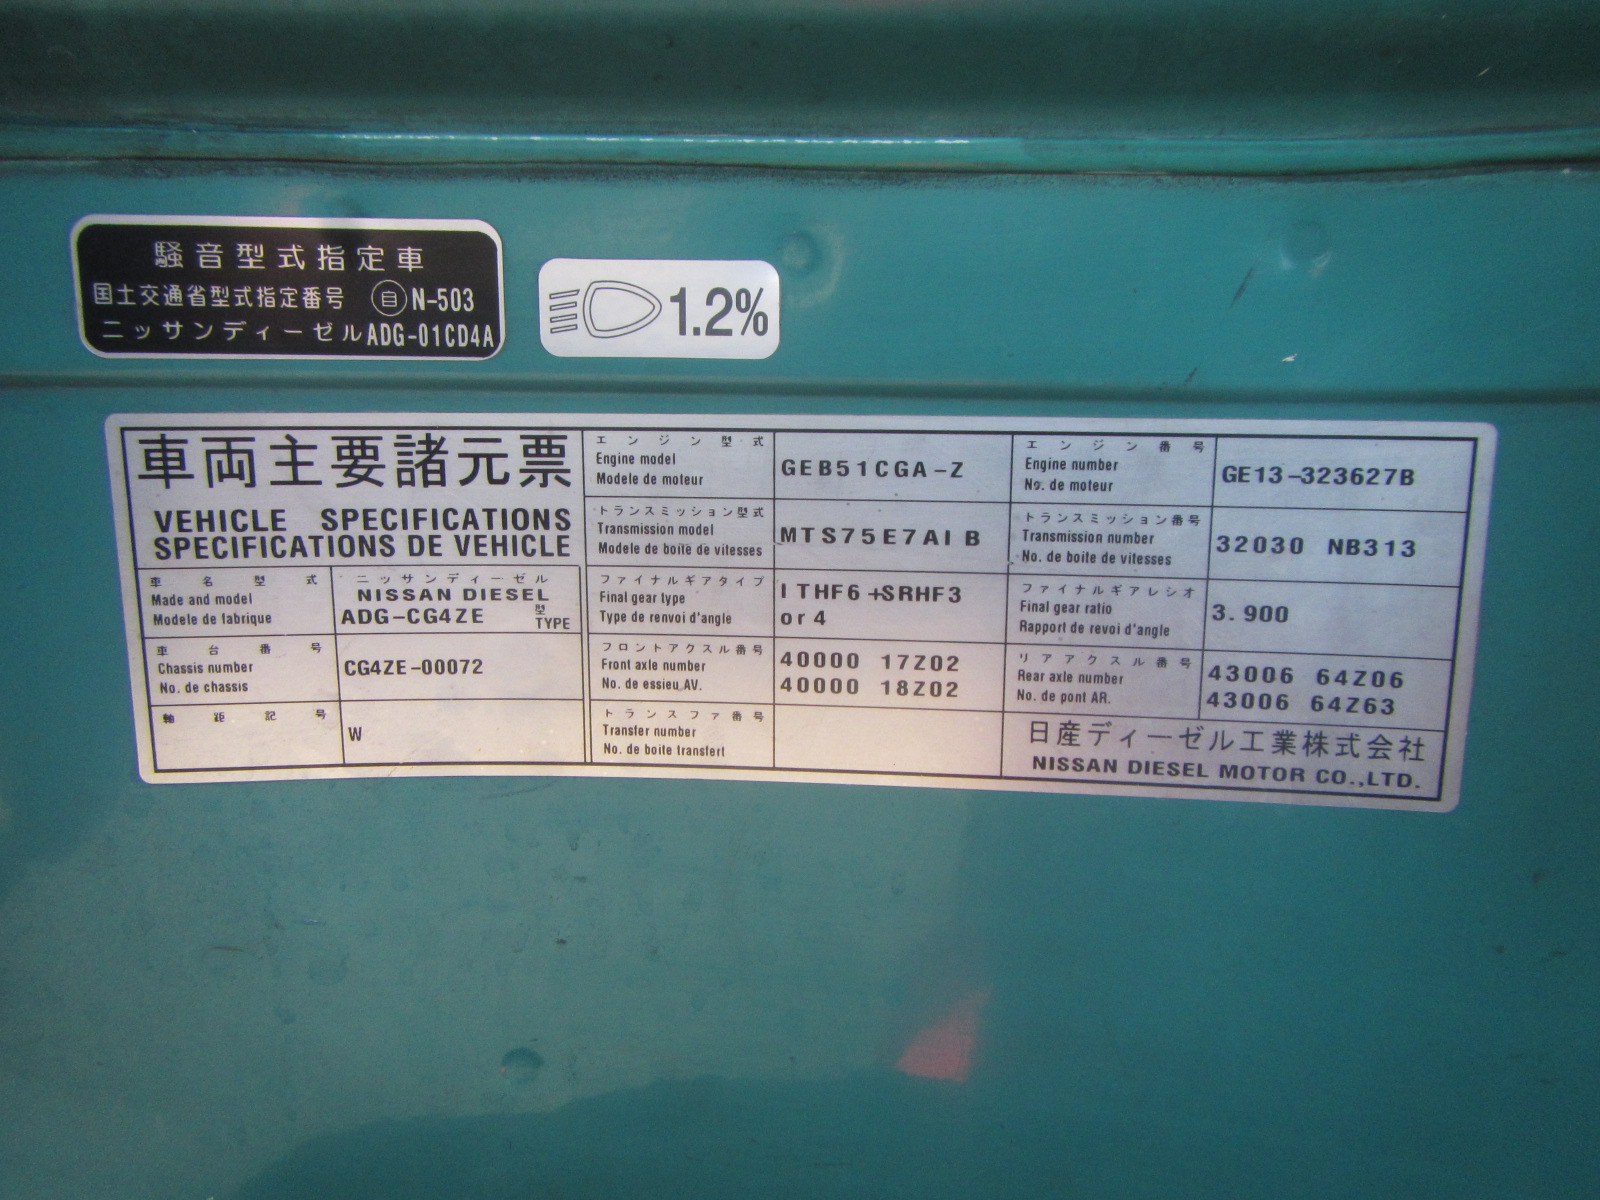 騒音型式指定車
国土交通省型式指定番号 自 N-503
ニッサンディーゼル ADG-01CD4A
1.2%
車両主要諸元票
VEHICLE SPECIFICATIONS
SPECIFICATIONS DE VEHICLE
車名型式
Made and model
Modele de fabrique
ニッサンディーゼル
NISSAN DIESEL
ADG-CG4ZE 型 TYPE
車台番号
Chassis number
No. de chassis
CG4ZE-00072
軸距記号
W
エンジン型式
Engine model
Modele de moteur
GEB51CGA-Z
エンジン番号
Engine number
No. de moteur
GE13-323627B
トランスミッション型式
Transmission model
Modele de boite de vitesses
MTS75E7AI B
トランスミッション番号
Transmission number
No. de boite de vitesses
32030 NB313
ファイナルギアタイプ
Final gear type
Type de renvoi d'angle
ITHF6+SRHF3
or4
ファイナルギアレシオ
Final gear ratio
Rapport de revoi d'angle
3.900
フロントアクスル番号
Front axle number
No. de essieu AV.
40000 17Z02
40000 18Z02
リアアクスル番号
Rear axle number
No. de pont AR.
43006 64Z06
43006 64Z63
トランスファ番号
Transfer number
No. de boite transfert
日産ディーゼル工業株式会社
NISSAN DIESEL MOTOR CO.,LTD.